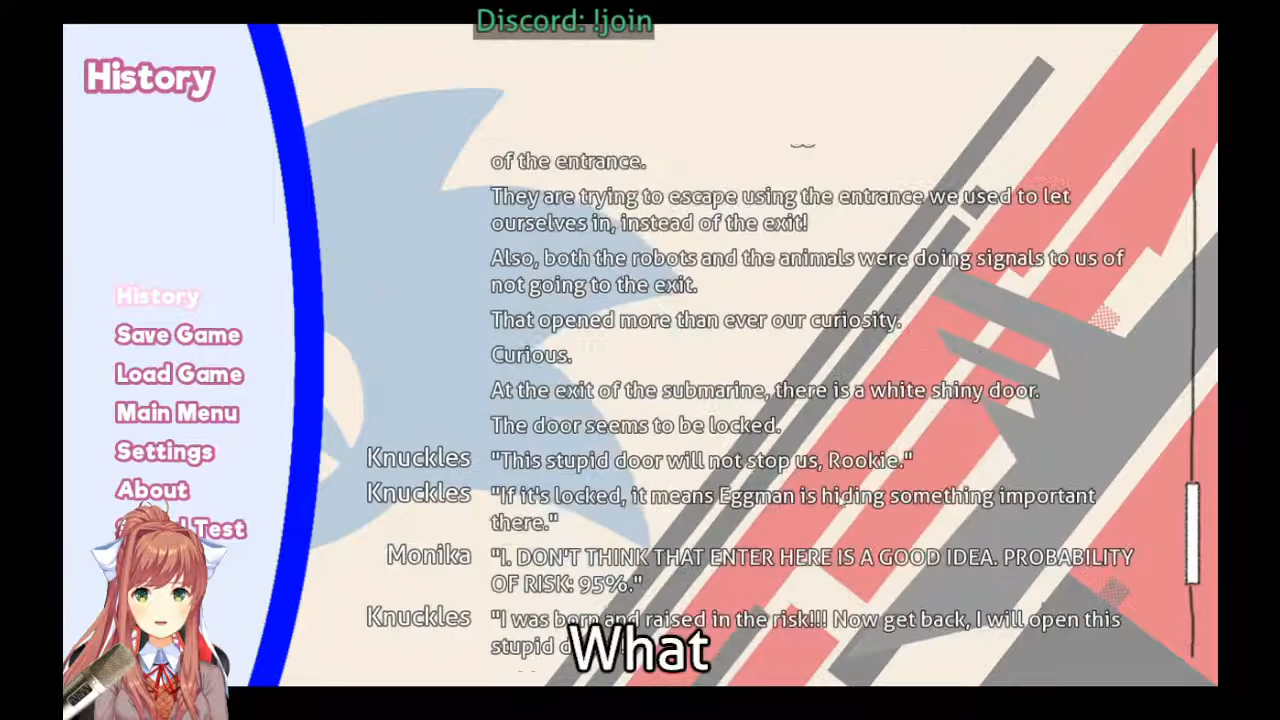 Discord: !join
History
of the entrance.
They are trying to escape using the entrance we used to let
ourselves in, instead of the exit!
Also, both the robots and the animals were doing signals to us of
not going to the exit.
That opened more than ever our curiosity.
Curious.
At the exit of the submarine, there is a white shiny door.
The door seems to be locked.
Knuckles "This stupid door will not stop us, Rookie."
Knuckles "If it's locked, it means Eggman is hiding something important
there."
Monika "I. DON'T THINK THAT ENTER HERE IS A GOOD IDEA. PROBABILITY
OF RISK: 95%."
Knuckles "I was born and raised in the risk!!! Now get back, I will open this
stupid
What
History
Save Game
Load Game
Main Menu
Settings
About
Test